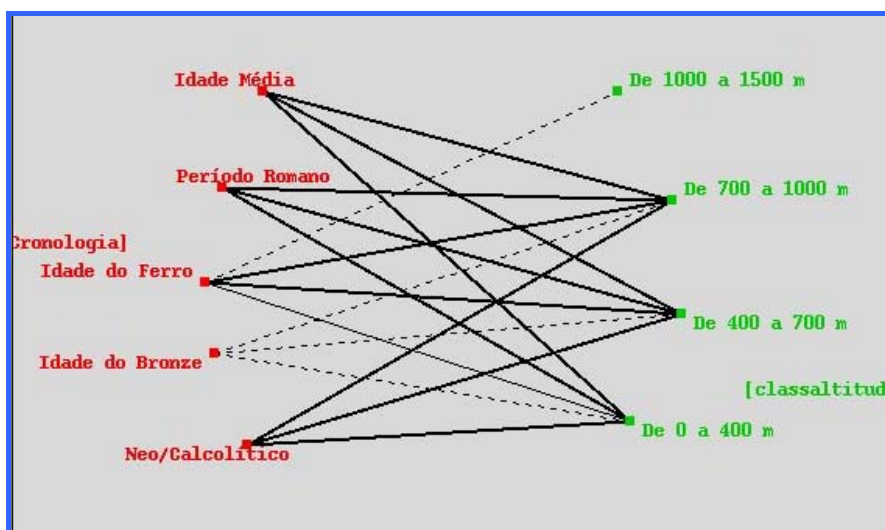 Idade Média
De 1000 a 1500 m
Período Romano
De 700 a 1000 m
Cronologia]
Idade do Ferro
De 400 a 700 m
Idade do Bronze
[classaltitud
De 0 a 400 m
Neo/Calcolítico